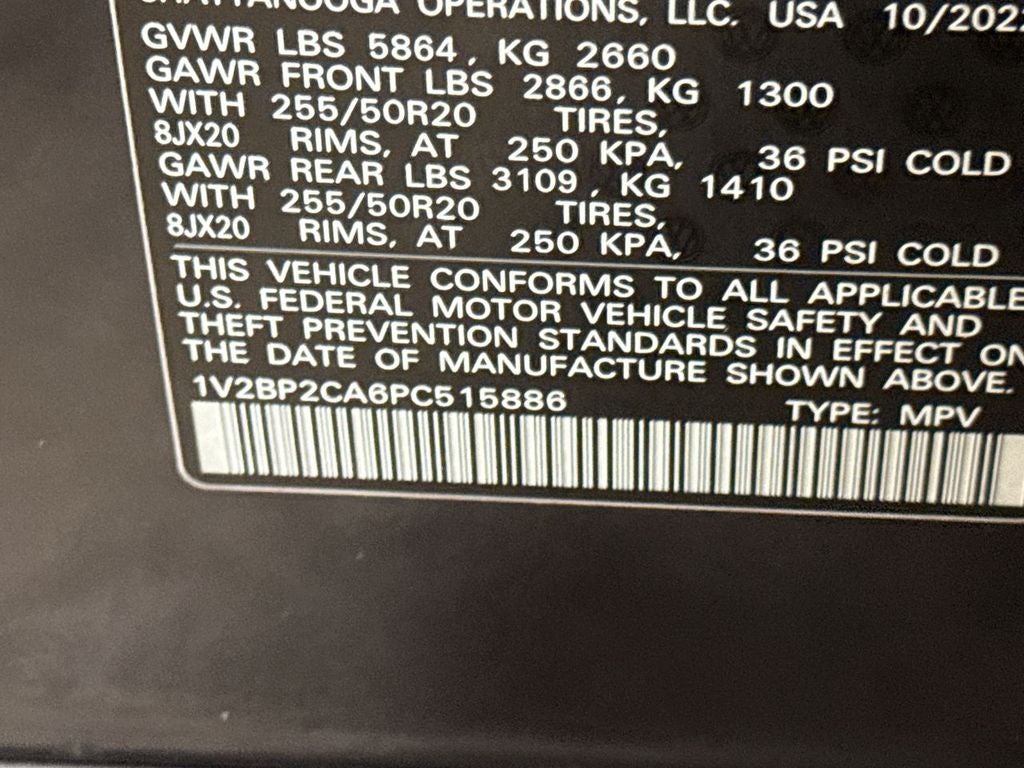 CHATTANOOGA OPERATIONS, LLC. USA 10/2022
GVWR LBS 5864, KG 2660
GAWR FRONT LBS 2866, KG 1300
WITH 255/50R20 TIRES,
8JX20 RIMS, AT 250 KPA, 36 PSI COLD
GAWR REAR LBS 3109, KG 1410
WITH 255/50R20 TIRES,
8JX20 RIMS, AT 250 KPA, 36 PSI COLD
THIS VEHICLE CONFORMS TO ALL APPLICABLE
U.S. FEDERAL MOTOR VEHICLE SAFETY AND
THEFT PREVENTION STANDARDS IN EFFECT ON
THE DATE OF MANUFACTURE SHOWN ABOVE.
1V2BP2CA6PC515886 TYPE: MPV